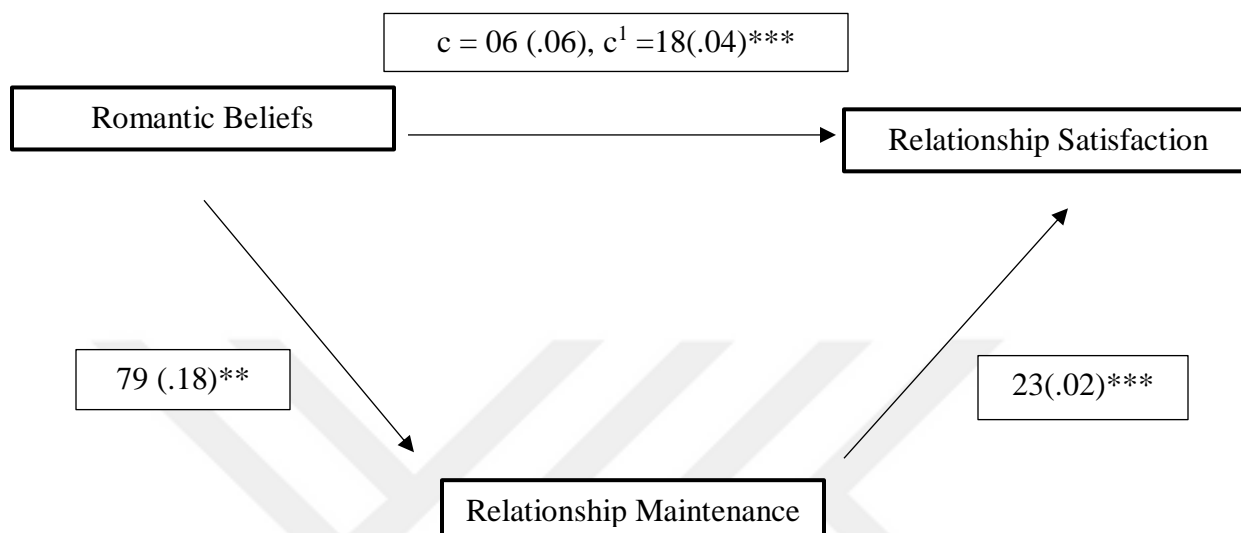 c = 06 (.06), c¹ =18(.04)***
Romantic Beliefs
Relationship Satisfaction
79 (.18)**
23(.02)***
Relationship Maintenance